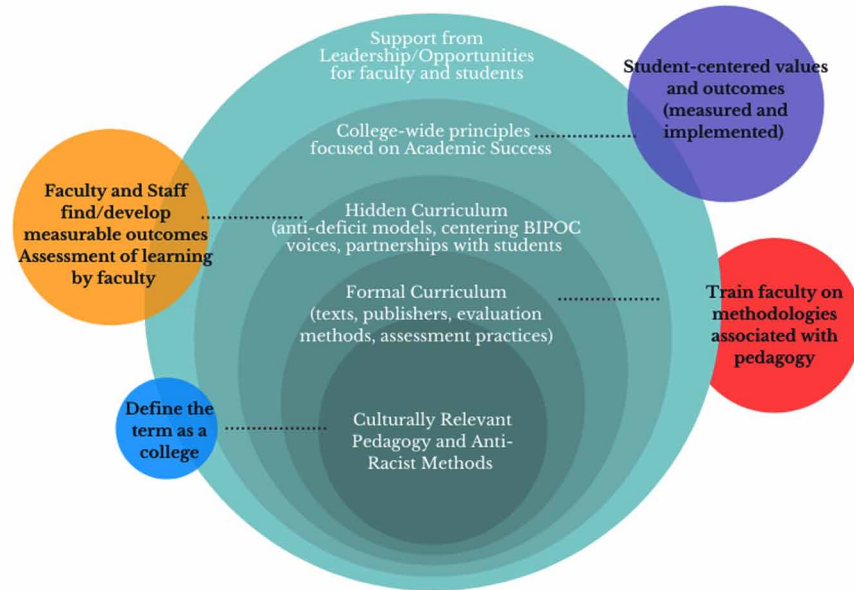 Support from
Leadership/Opportunities
for faculty and students
Student-centered values
and outcomes
(measured and
implemented)
College-wide principles
focused on Academic Success
Faculty and Staff
find/develop
measurable outcomes
Assessment of learning
by faculty
Hidden Curriculum
(anti-deficit models, centering BIPOC
voices, partnerships with students
Formal Curriculum
(texts, publishers, evaluation
methods, assessment practices)
Train faculty on
methodologies
associated with
pedagogy
Define the
term as a
college
Culturally Relevant
Pedagogy and Anti-
Racist Methods